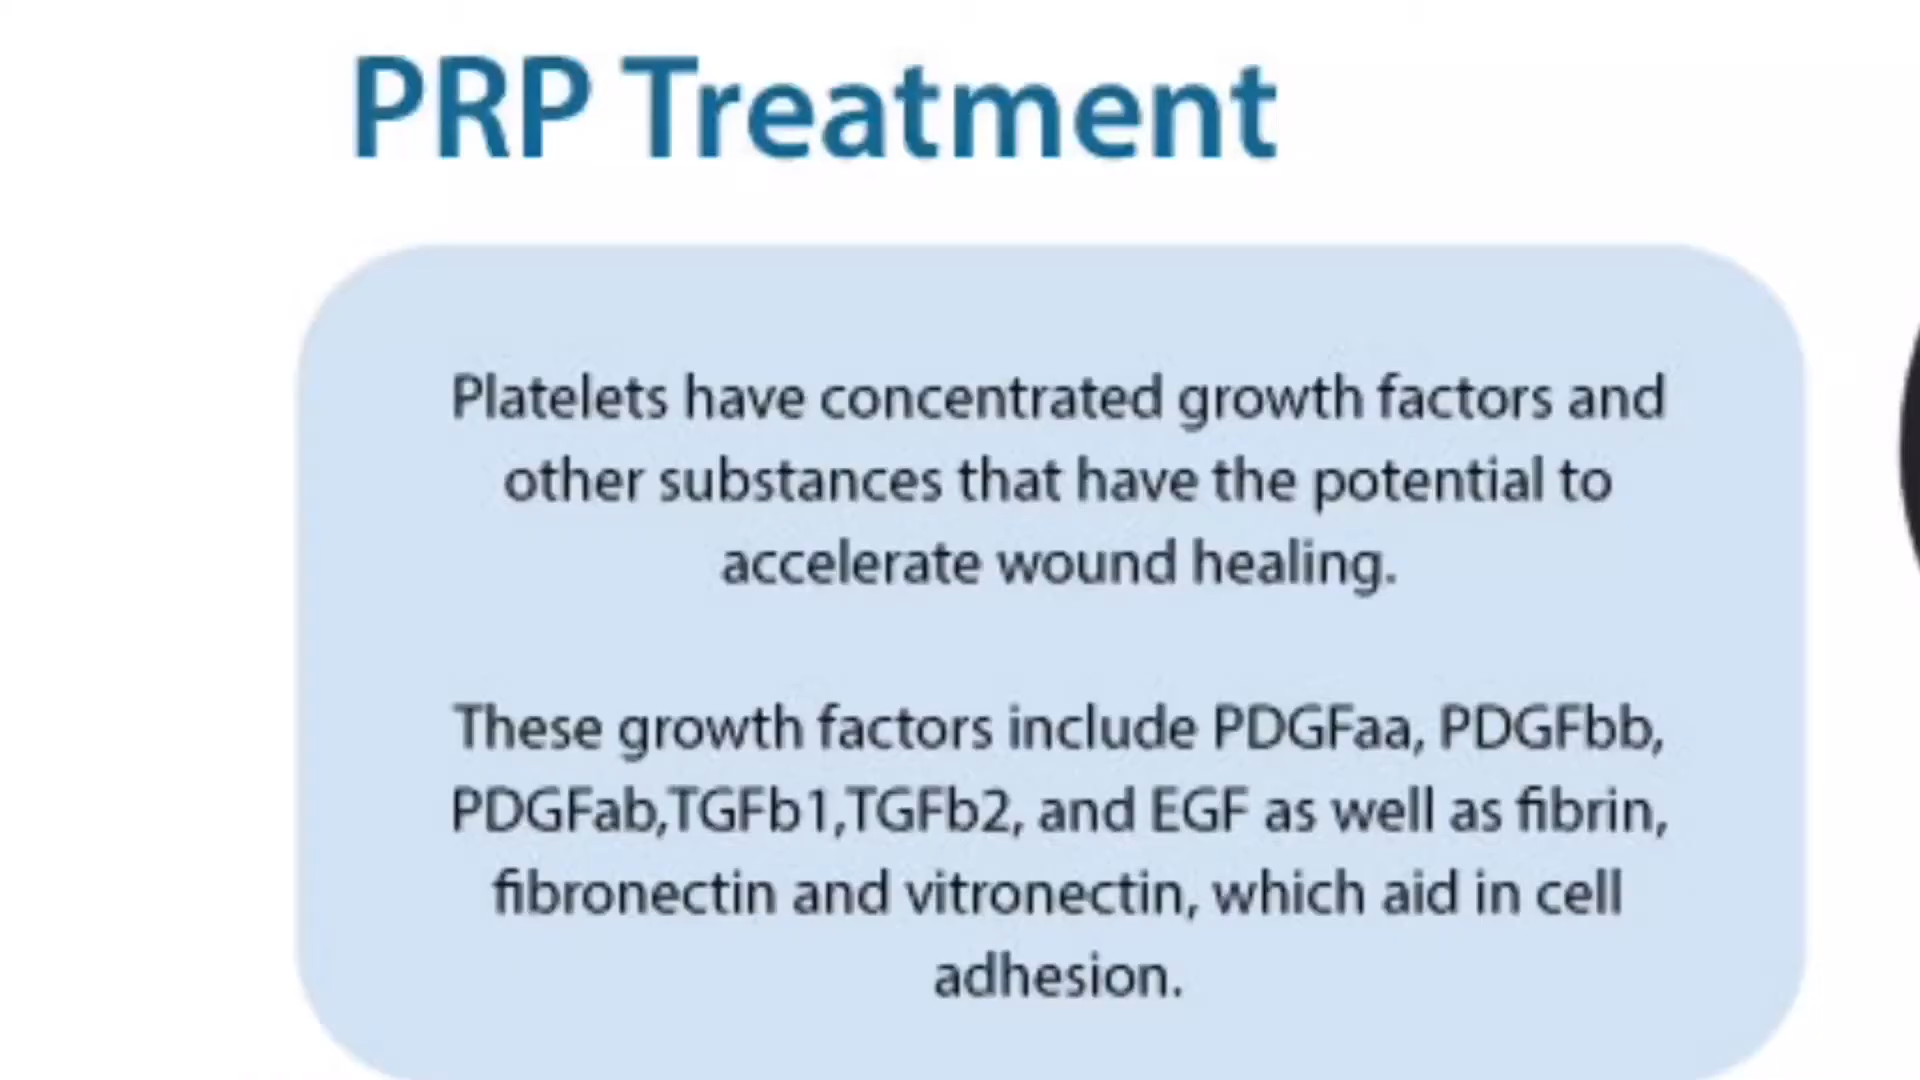 PRP Treatment
Platelets have concentrated growth factors and
other substances that have the potential to
accelerate wound healing.
These growth factors include PDGFaa, PDGFbb,
PDGFab,TGFb1,TGFb2, and EGF as well as fibrin,
fibronectin and vitronectin, which aid in cell
adhesion.